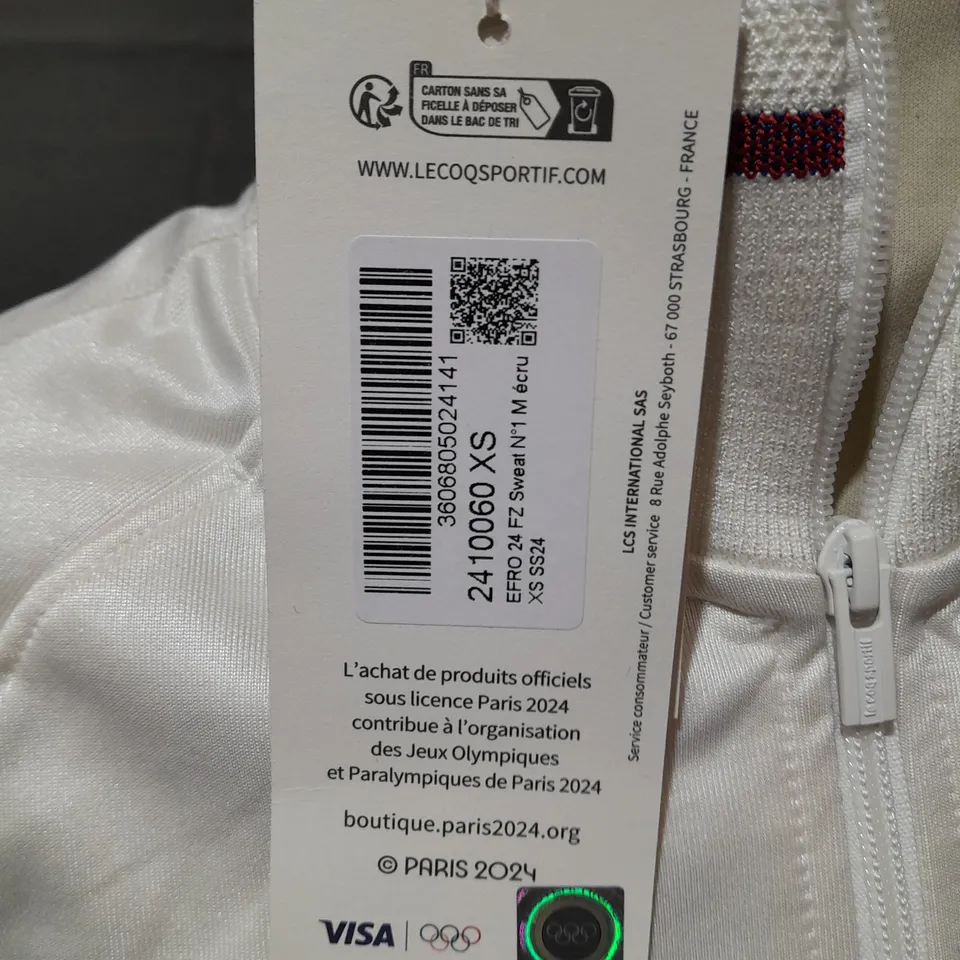 FR
CARTON SANS SA
FICELLE À DÉPOSER
DANS LE BAC DE TRI
WWW.LECOQSPORTIF.COM
3606805024141
2410060 XS
EFRO 24 FZ Sweat N°1 M écru
XS SS24
LCS INTERNATIONAL SAS
Service consommateur / Customer service 8 Rue Adolphe Seyboth - 67 000 STRASBOURG - FRANCE
L'achat de produits officiels
sous licence Paris 2024
contribue à l'organisation
des Jeux Olympiques
et Paralympiques de Paris 2024
boutique.paris2024.org
© PARIS 2024
VISA
le coq sportif